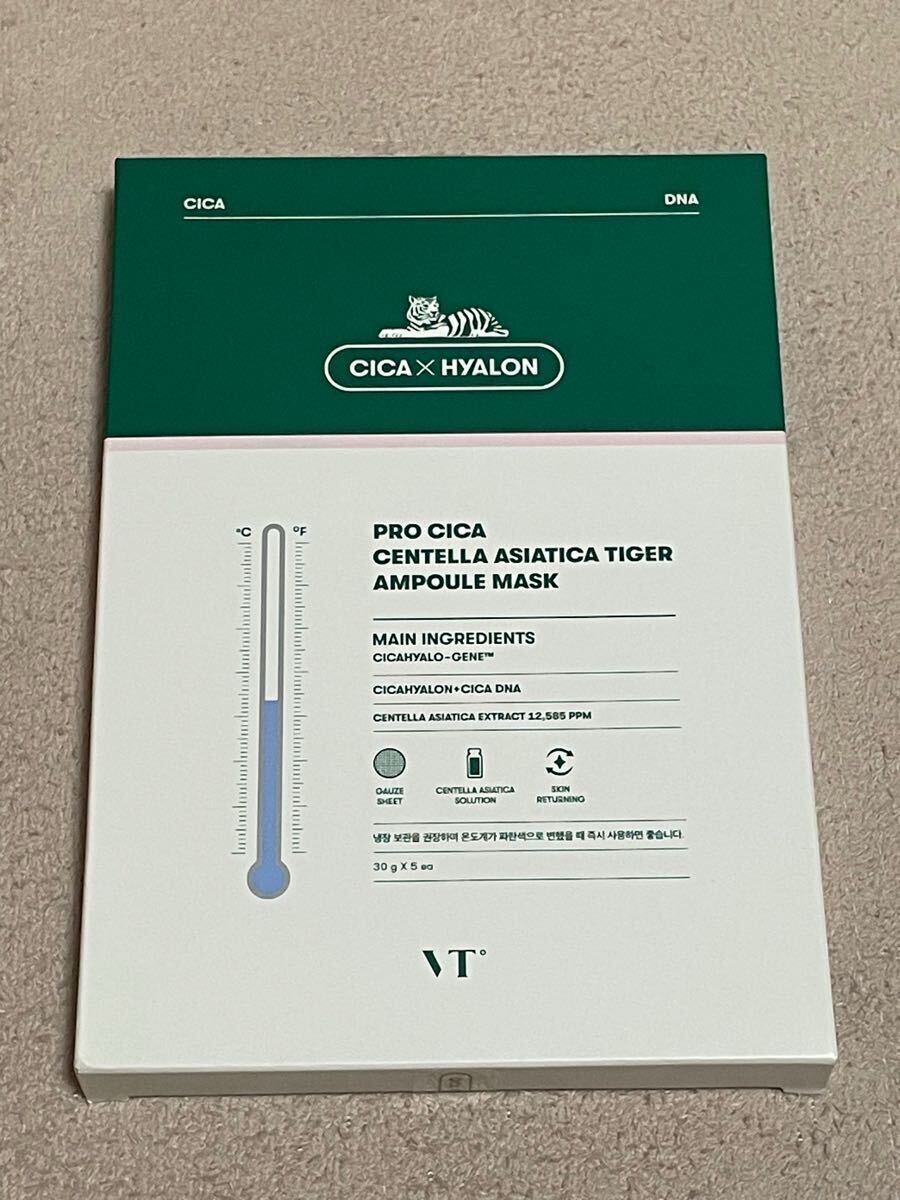 CICA DNA
CICA × HYALON
°C °F
PRO CICA
CENTELLA ASIATICA TIGER
AMPOULE MASK
MAIN INGREDIENTS
CICAHYALO-GENE™
CICAHYALON+CICA DNA
CENTELLA ASIATICA EXTRACT 12,585 PPM
GAUZE
SHEET
CENTELLA ASIATICA
SOLUTION
SKIN
RETURNING
냉장 보관을 권장하며 온도계가 파란색으로 변했을 때 즉시 사용하면 좋습니다.
30 g X 5 ea
VT°